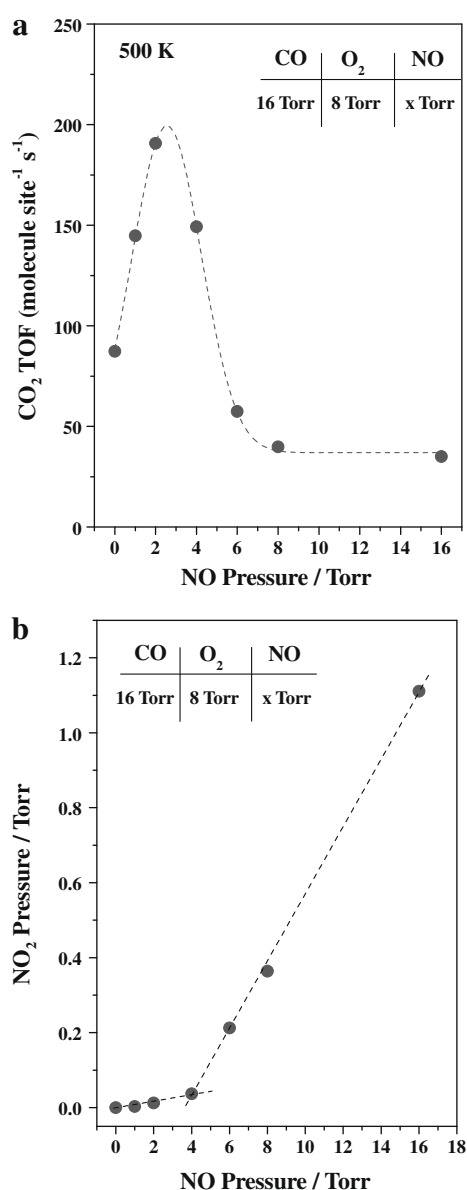 a
500 K
CO O₂ NO
16 Torr 8 Torr x Torr
CO₂ TOF (molecule site⁻¹ s⁻¹)
250
200
150
100
50
0
0 2 4 6 8 10 12 14 16
NO Pressure / Torr
b
CO O₂ NO
16 Torr 8 Torr x Torr
NO₂ Pressure / Torr
1.2
1.0
0.8
0.6
0.4
0.2
0.0
0 2 4 6 8 10 12 14 16 18
NO Pressure / Torr